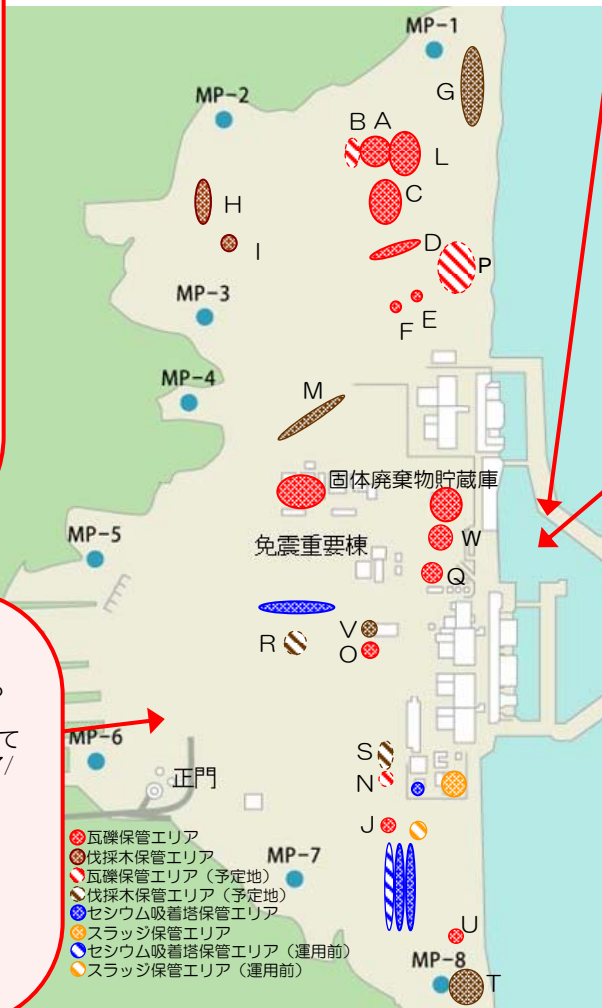 MP-1
G
MP-2
B A
L
H
C
I
D
P
MP-3
E
F
MP-4
M
固体廃棄物貯蔵庫
MP-5
免震重要棟
W
Q
R
V
O
て
/
MP-6
正門
S
N
J
MP-7
瓦礫保管エリア
伐採木保管エリア
瓦礫保管エリア（予定地）
伐採木保管エリア（予定地）
セシウム吸着塔保管エリア
スラッジ保管エリア
セシウム吸着塔保管エリア（運用前）
スラッジ保管エリア（運用前）
U
MP-8
T